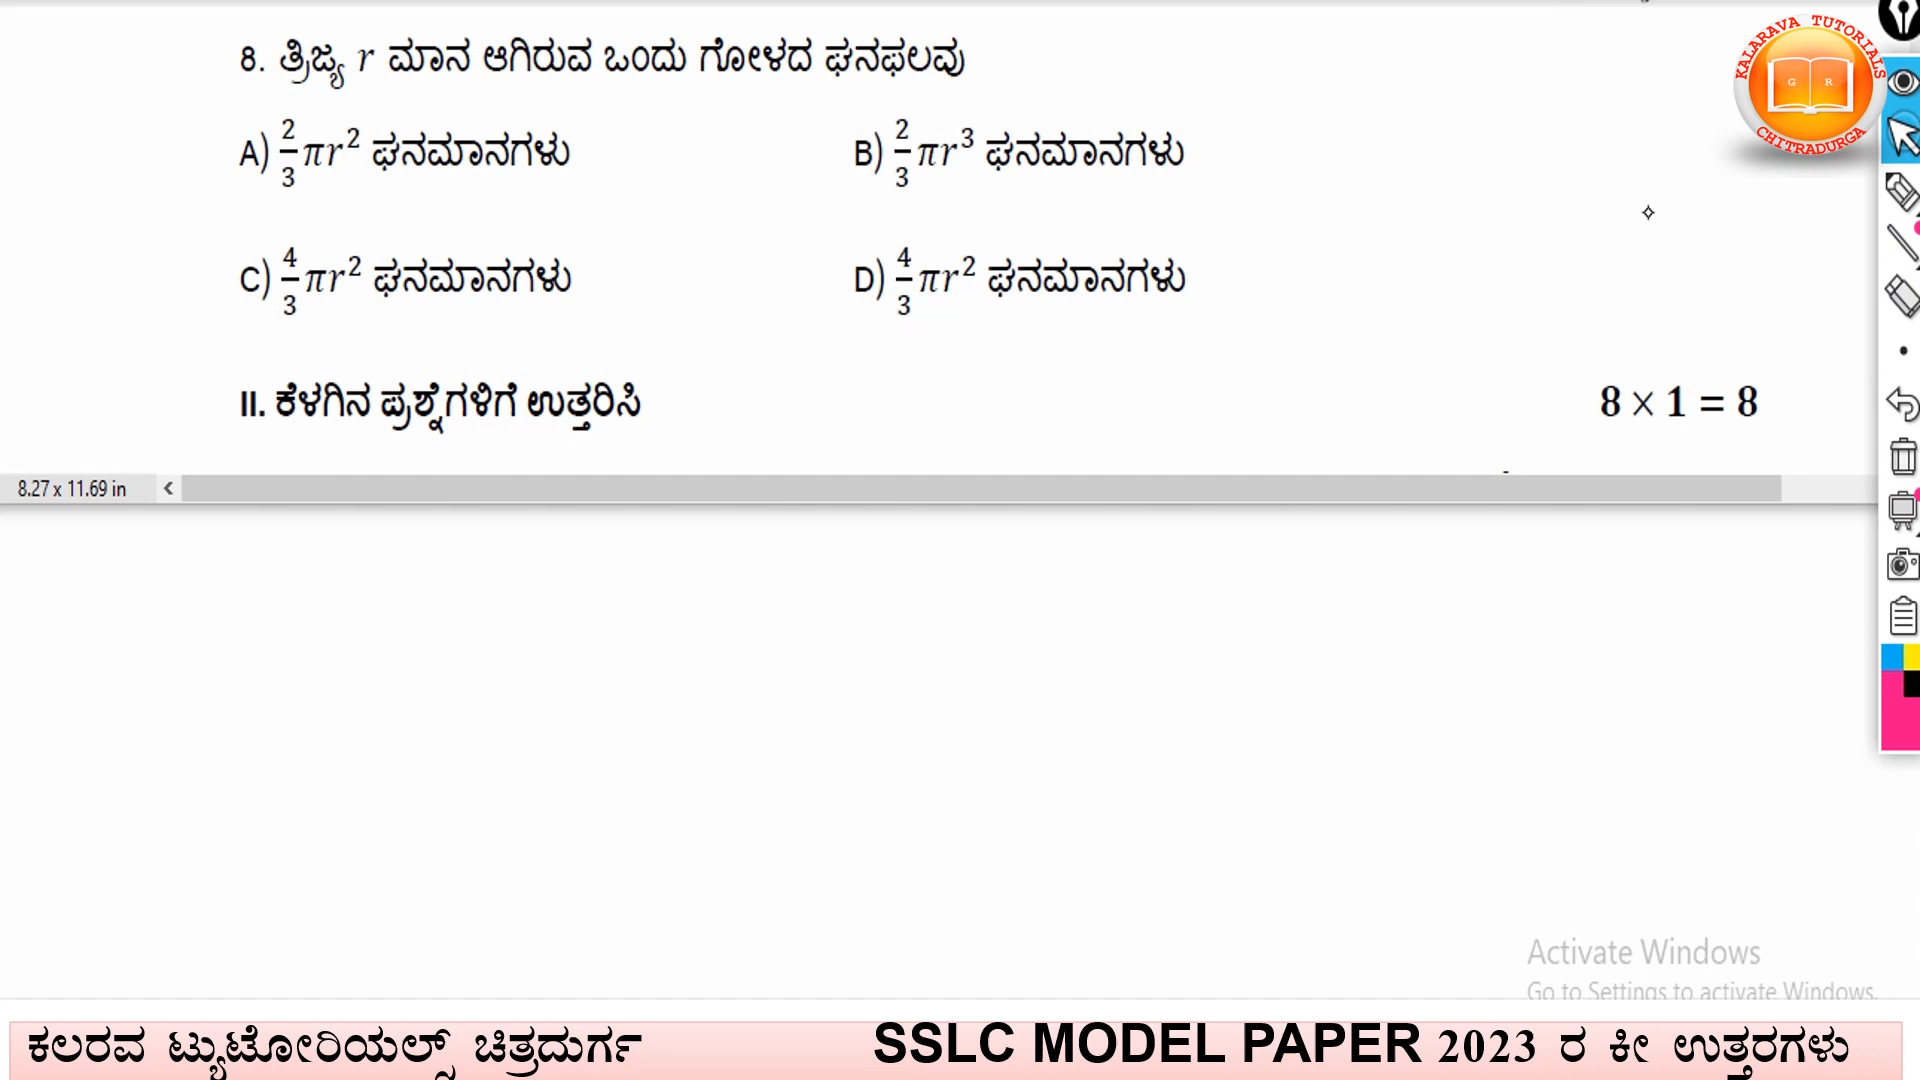 8. ತ್ರಿಜ್ಯ r ಮಾನ ಆಗಿರುವ ಒಂದು ಗೋಳದ ಘನಫಲವು
A) 2/3 πr² ಘನಮಾನಗಳು B) 2/3 πr³ ಘನಮಾನಗಳು
C) 4/3 πr² ಘನಮಾನಗಳು D) 4/3 πr² ಘನಮಾನಗಳು
II. ಕೆಳಗಿನ ಪ್ರಶ್ನೆಗಳಿಗೆ ಉತ್ತರಿಸಿ 8 × 1 = 8
KALARAVA TUTORIALS
G R
CHITRADURGA
8.27 x 11.69 in
Activate Windows
Go to Settings to activate Windows.
ಕಲರವ ಟ್ಯುಟೋರಿಯಲ್ಸ್ ಚಿತ್ರದುರ್ಗ SSLC MODEL PAPER 2023 ರ ಕೀ ಉತ್ತರಗಳು